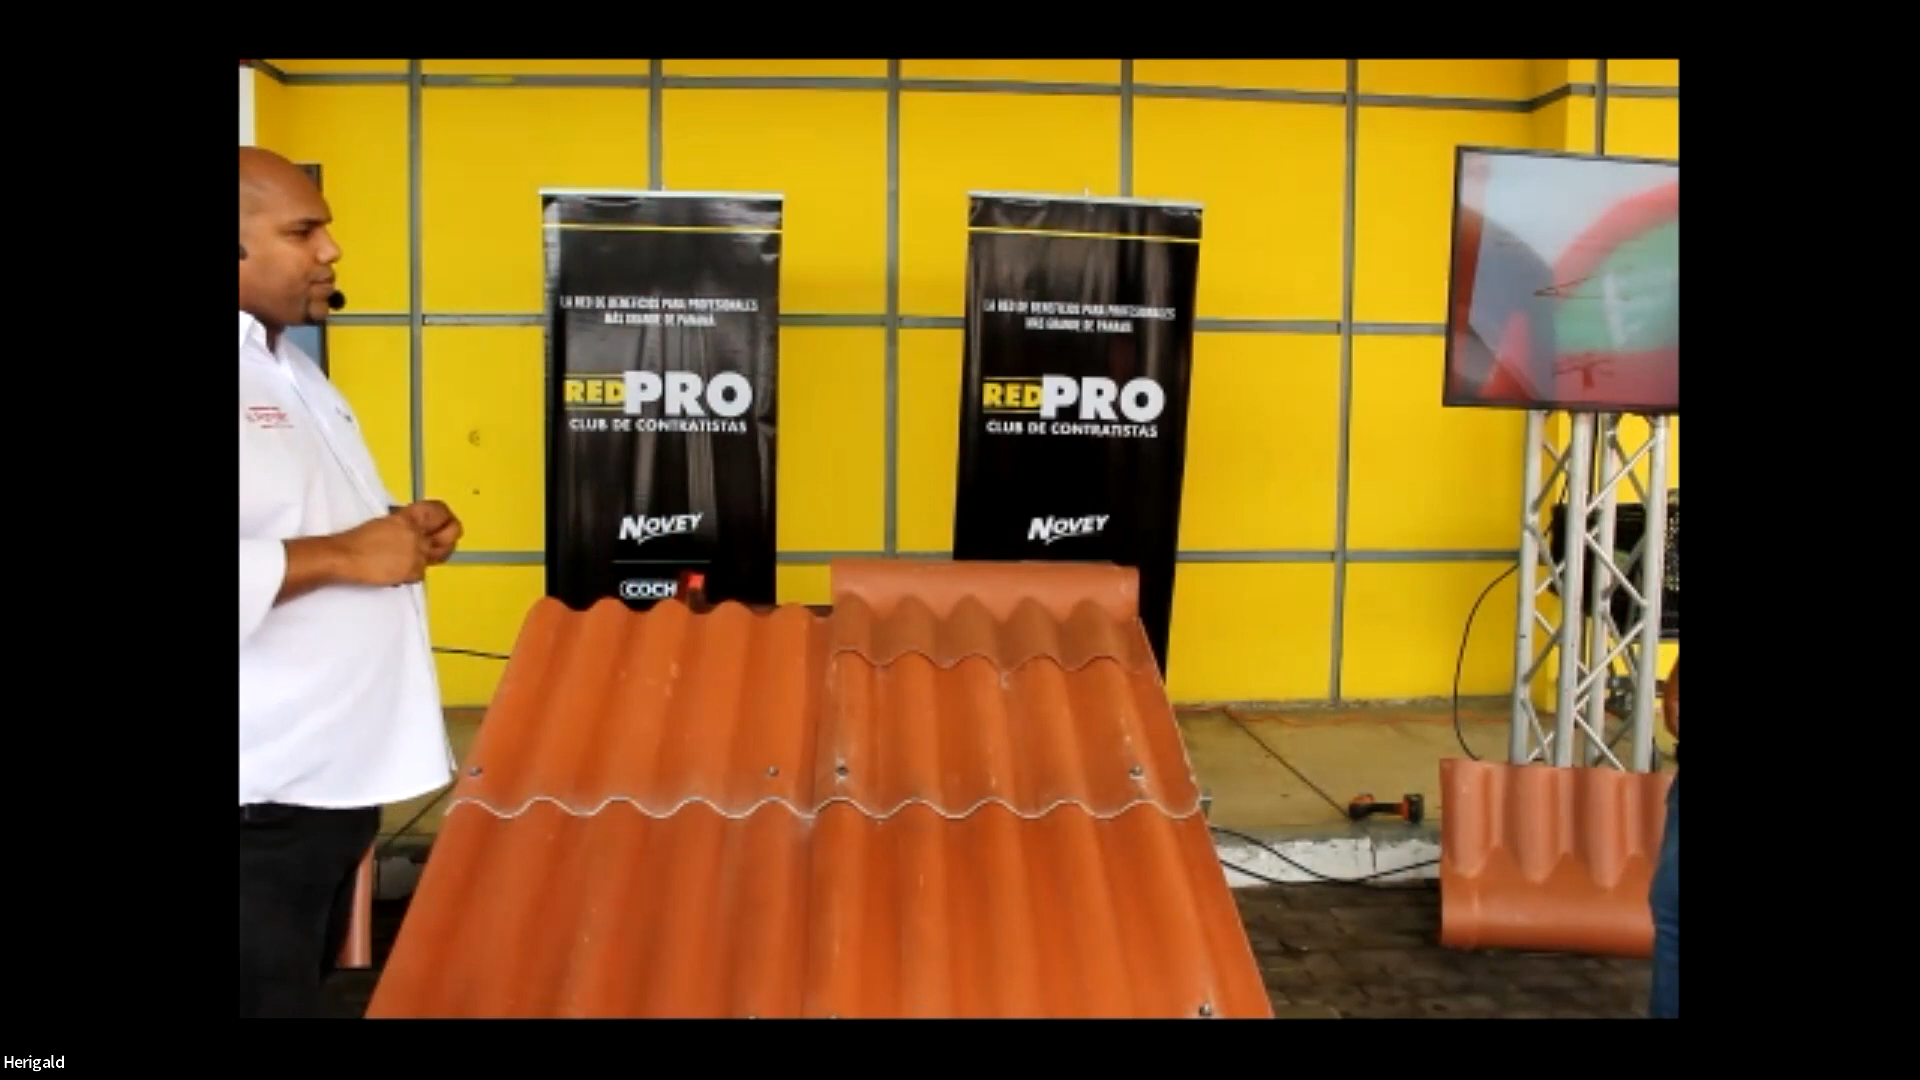 LA RED DE BENEFICIOS PARA PROFESIONALES
MÁS GRANDE DE PANAMÁ
REDPRO
CLUB DE CONTRATISTAS
NOVEY
COCH
LA RED DE BENEFICIOS PARA PROFESIONALES
MÁS GRANDE DE PANAMÁ
REDPRO
CLUB DE CONTRATISTAS
NOVEY
Herigald